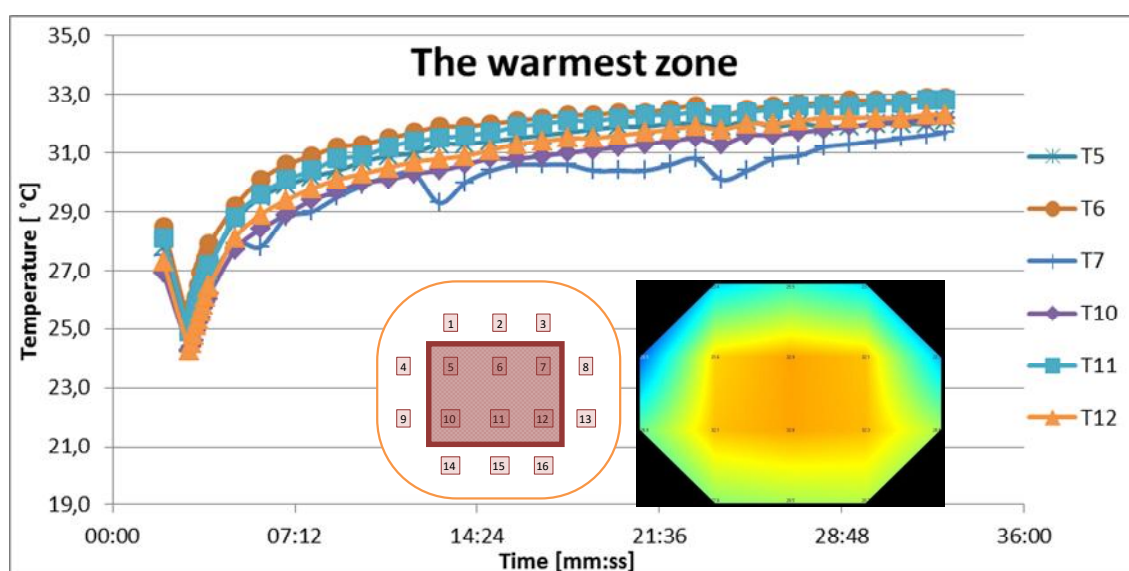 The warmest zone
Temperature [ °C]
35,0
33,0
31,0
29,0
27,0
25,0
23,0
21,0
19,0
00:00 07:12 14:24 21:36 28:48 36:00
Time [mm:ss]
T5
T6
T7
T10
T11
T12
1 2 3
4 5 6 7 8
9 10 11 12 13
14 15 16